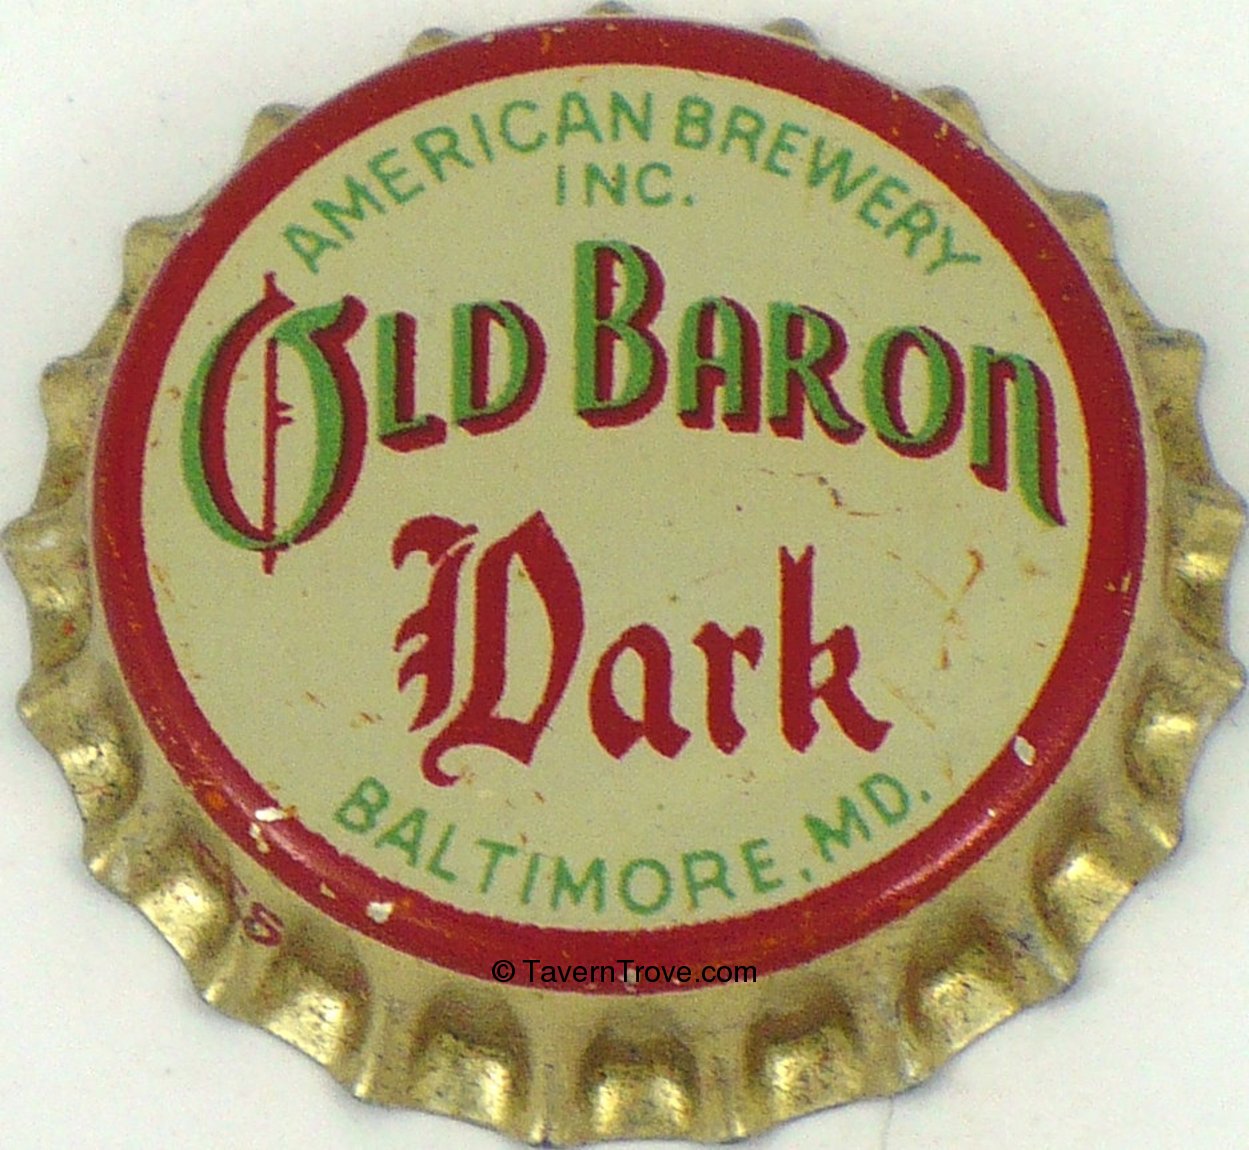 AMERICAN BREWERY
INC.
OLD BARON
Dark
BALTIMORE, MD.
© TavernTrove.com